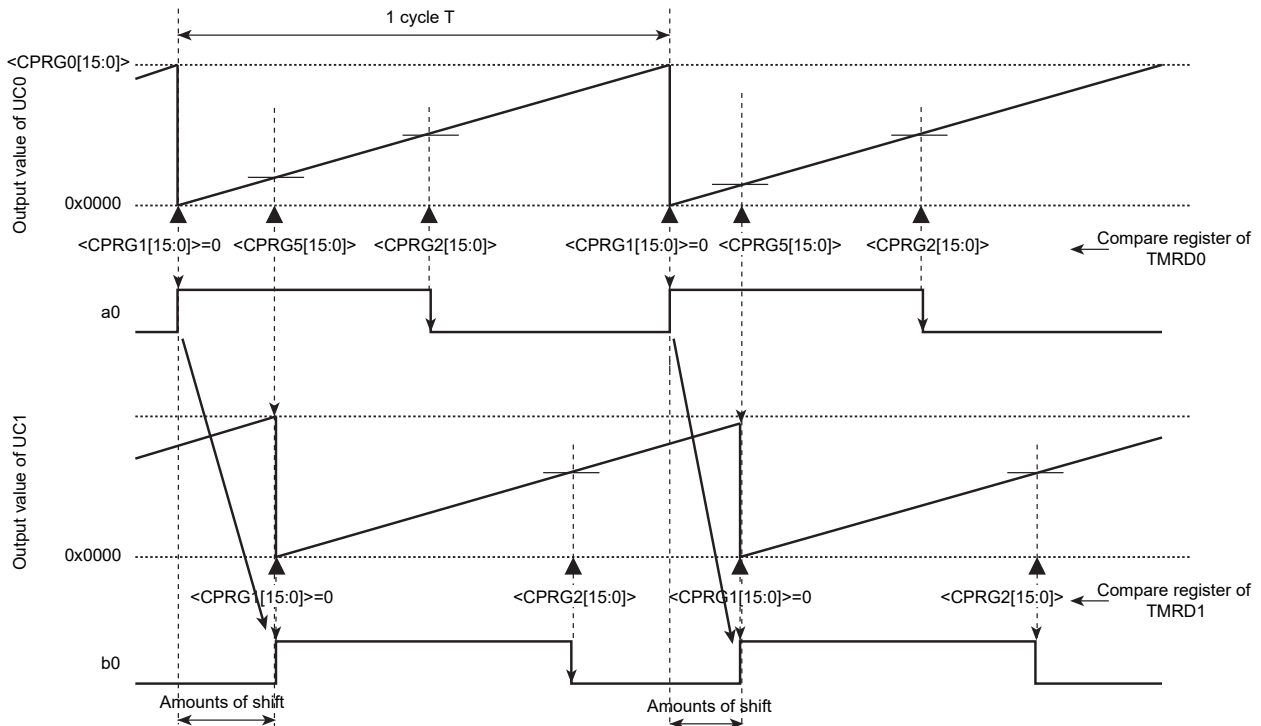 1 cycle T
<CPRG0[15:0]>
Output value of UC0
0x0000
<CPRG1[15:0]>=0 <CPRG5[15:0]> <CPRG2[15:0]> <CPRG1[15:0]>=0 <CPRG5[15:0]> <CPRG2[15:0]>
Compare register of
TMRD0
a0
Output value of UC1
0x0000
<CPRG1[15:0]>=0 <CPRG2[15:0]> <CPRG1[15:0]>=0 <CPRG2[15:0]>
Compare register of
TMRD1
b0
Amounts of shift Amounts of shift